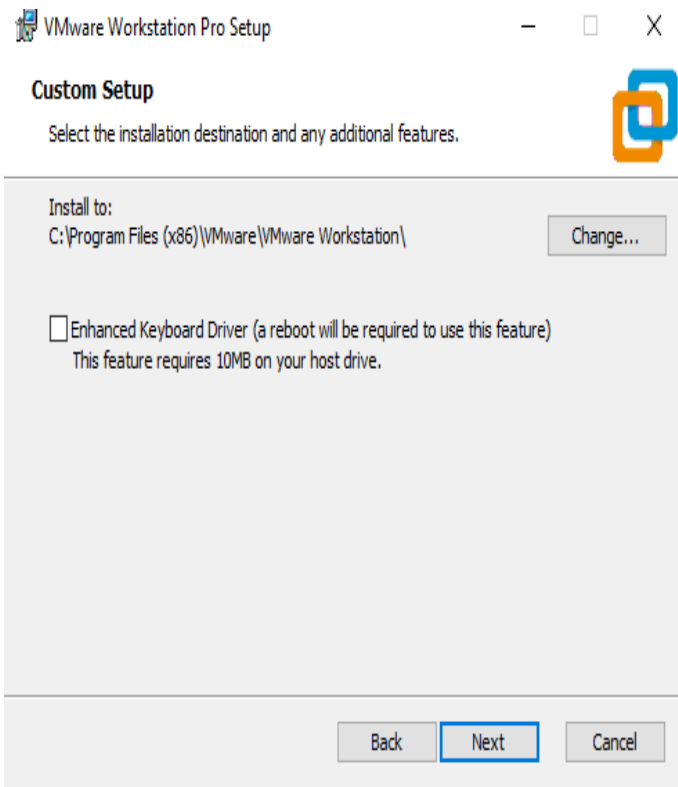 VMware Workstation Pro Setup
Custom Setup
Select the installation destination and any additional features.
Install to:
C:\Program Files (x86)\VMware\VMware Workstation\
Change...
Enhanced Keyboard Driver (a reboot will be required to use this feature)
This feature requires 10MB on your host drive.
Back
Next
Cancel